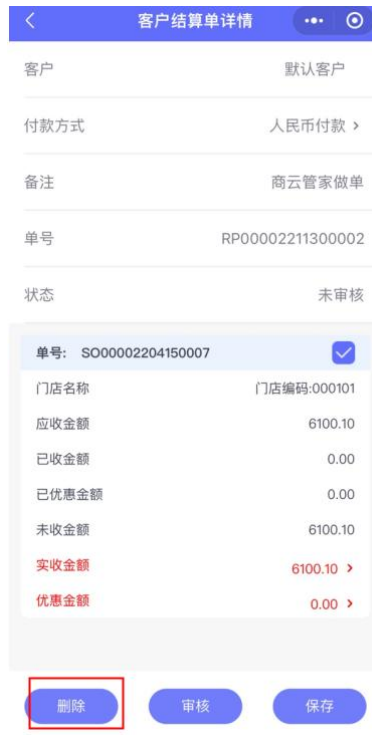 客户结算单详情
客户 默认客户
付款方式 人民币付款 >
备注 商云管家做单
单号 RP00002211300002
状态 未审核
单号: SO00002204150007
门店名称 门店编码:000101
应收金额 6100.10
已收金额 0.00
已优惠金额 0.00
未收金额 6100.10
实收金额 6100.10 >
优惠金额 0.00 >
删除 审核 保存